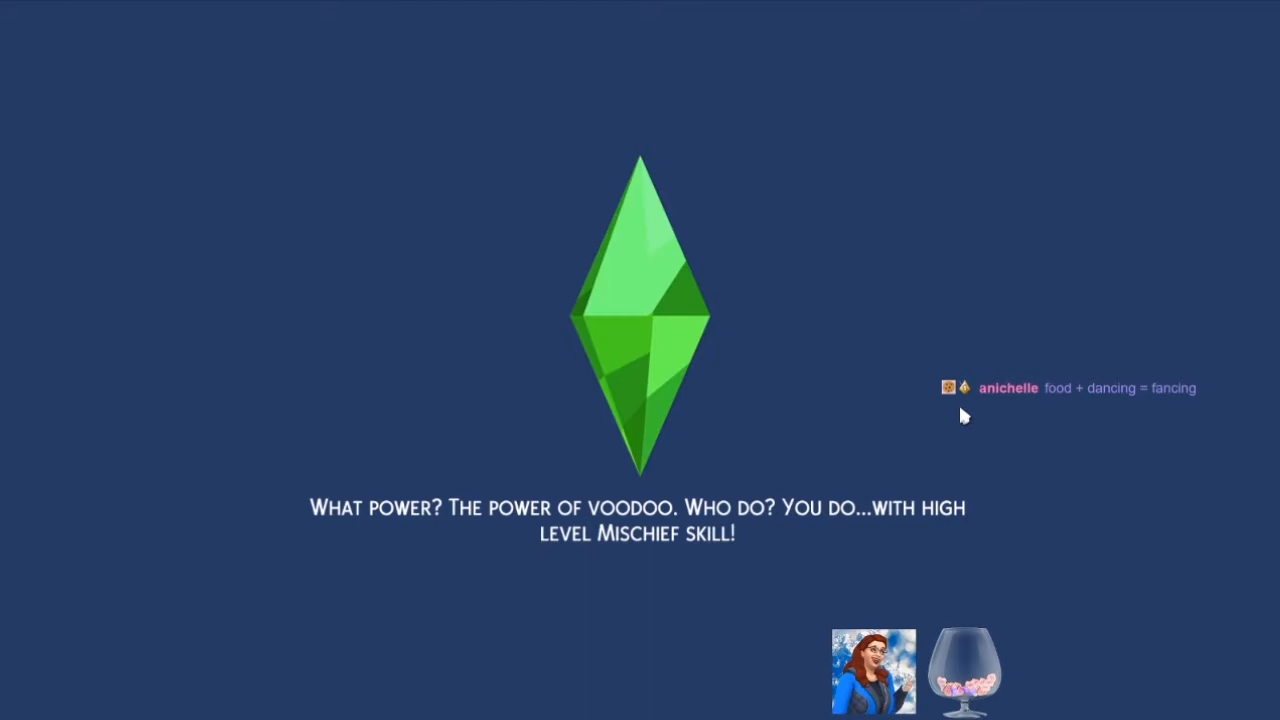 anichelle food + dancing = fancing
What power? The power of voodoo. Who do? You do...with high
level Mischief skill!